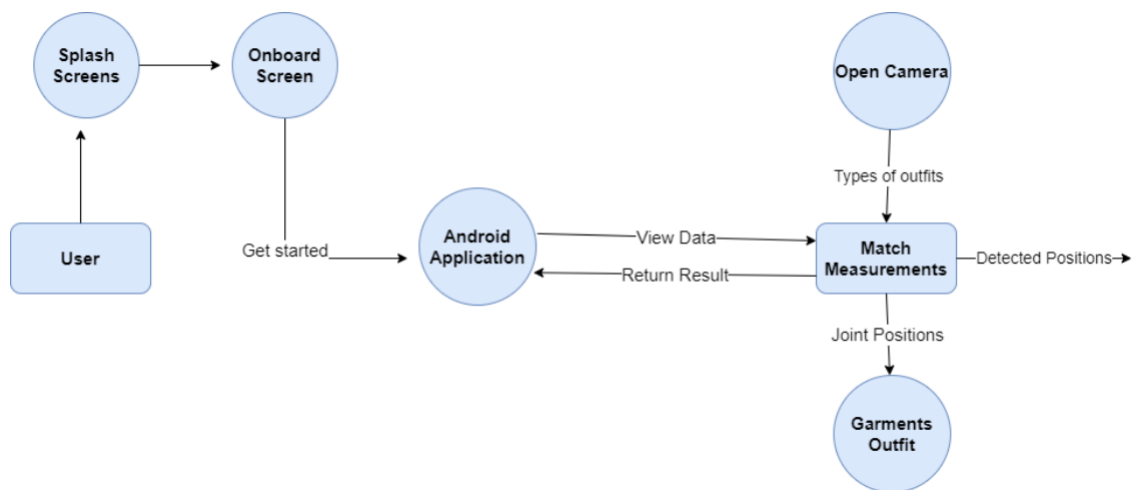 Splash
Screens
Onboard
Screen
Open Camera
Types of outfits
User
Get started
Android
Application
View Data
Return Result
Match
Measurements
Detected Positions
Joint Positions
Garments
Outfit